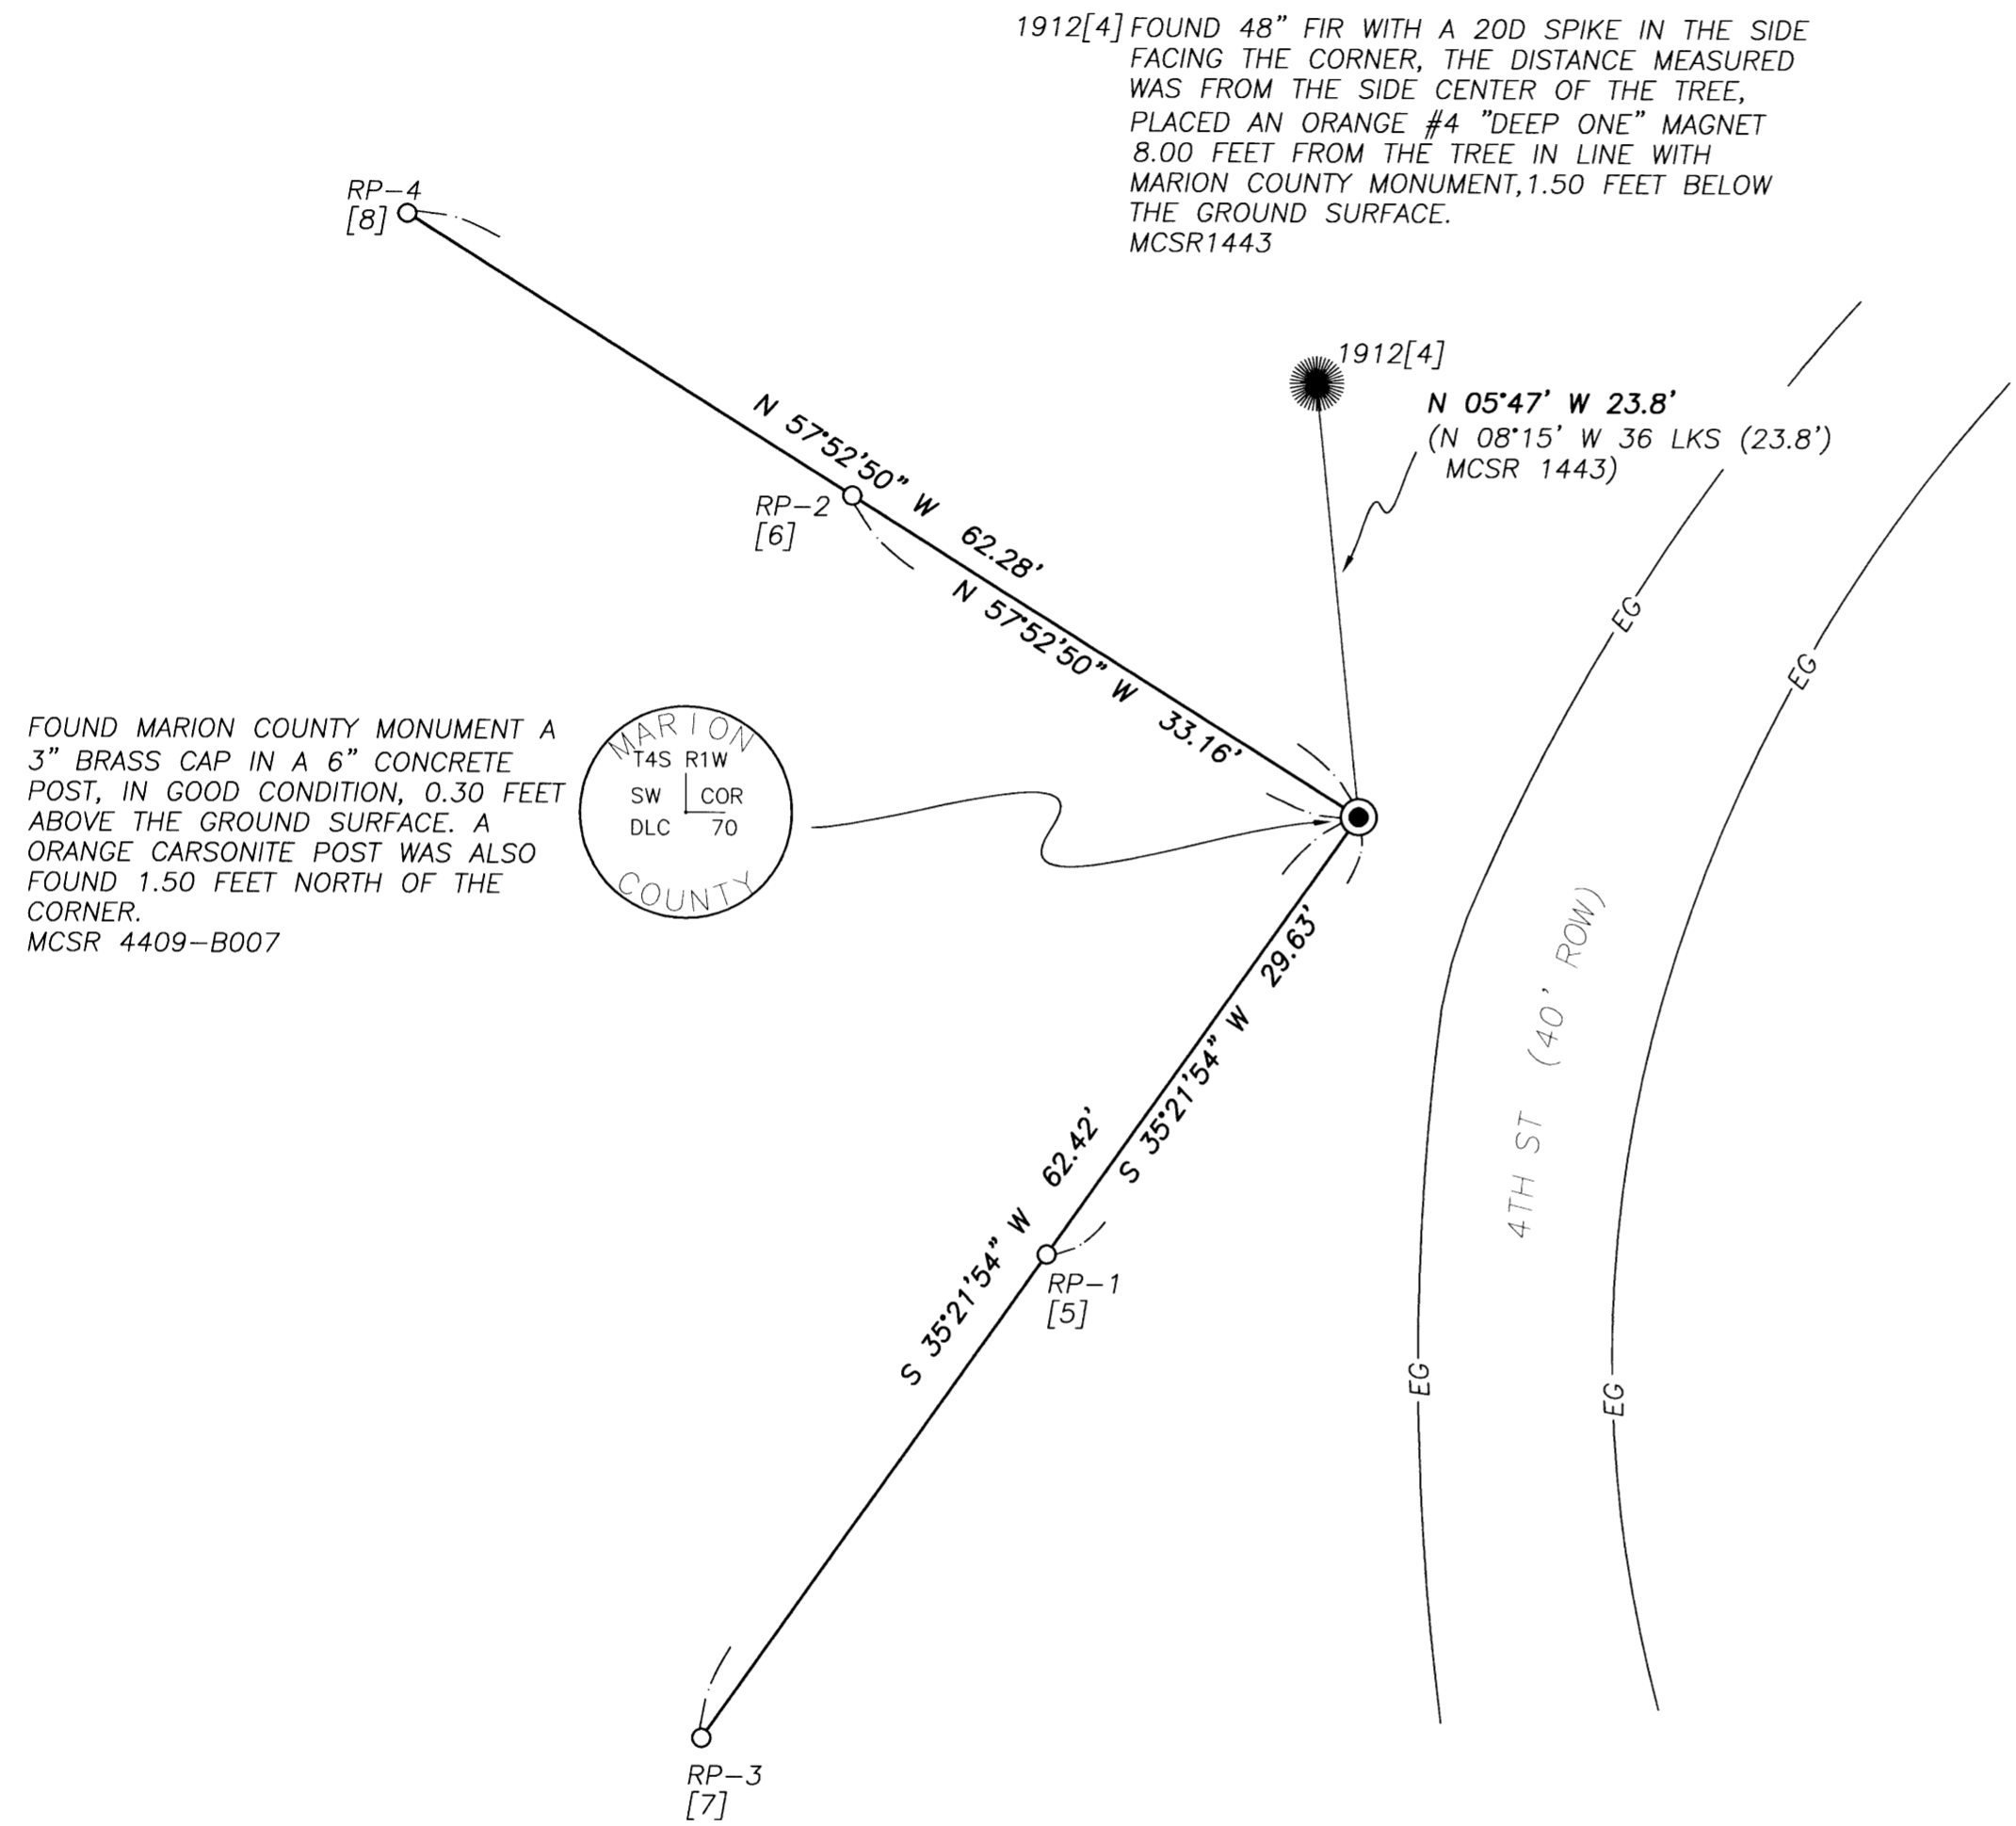 1912[4] FOUND 48" FIR WITH A 20D SPIKE IN THE SIDE
FACING THE CORNER, THE DISTANCE MEASURED
WAS FROM THE SIDE CENTER OF THE TREE,
PLACED AN ORANGE #4 "DEEP ONE" MAGNET
8.00 FEET FROM THE TREE IN LINE WITH
MARION COUNTY MONUMENT, 1.50 FEET BELOW
THE GROUND SURFACE.
MCSR1443
RP-4
[8]
1912[4]
N 05°47' W 23.8'
(N 08°15' W 36 LKS (23.8')
MCSR 1443)
N 57°52'50" W 62.28'
RP-2
[6]
N 57°52'50" W 33.16'
EG
EG
FOUND MARION COUNTY MONUMENT A
3" BRASS CAP IN A 6" CONCRETE
POST, IN GOOD CONDITION, 0.30 FEET
ABOVE THE GROUND SURFACE. A
ORANGE CARSONITE POST WAS ALSO
FOUND 1.50 FEET NORTH OF THE
CORNER.
MCSR 4409-B007
MARION
T4S R1W
SW COR
DLC 70
COUNTY
S 35°21'54" W 29.63'
4TH ST (40' ROW)
S 35°21'54" W 62.42'
RP-1
[5]
EG
EG
RP-3
[7]